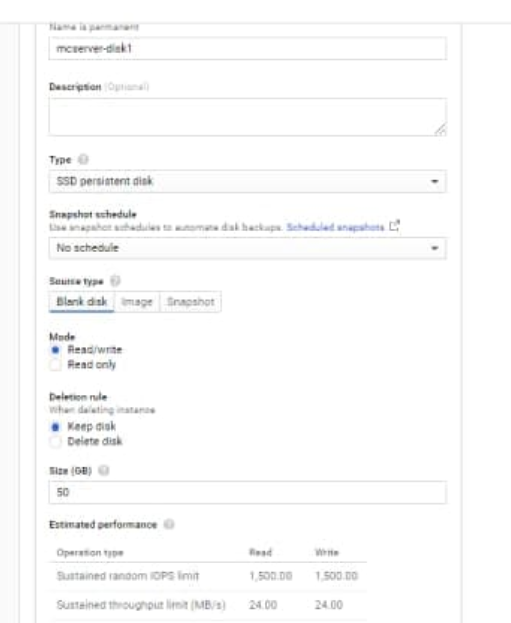 Name is permanent
mcserver-disk1
Description (Optional)
Type
SSD persistent disk
Snapshot schedule
Use snapshot schedules to automate disk backups. Scheduled snapshots
No schedule
Source type
Blank disk Image Snapshot
Mode
Read/write
Read only
Deletion rule
When deleting instance
Keep disk
Delete disk
Size (GB)
50
Estimated performance
Operation type Read Write
Sustained random IOPS limit 1,500.00 1,500.00
Sustained throughput limit (MB/s) 24.00 24.00